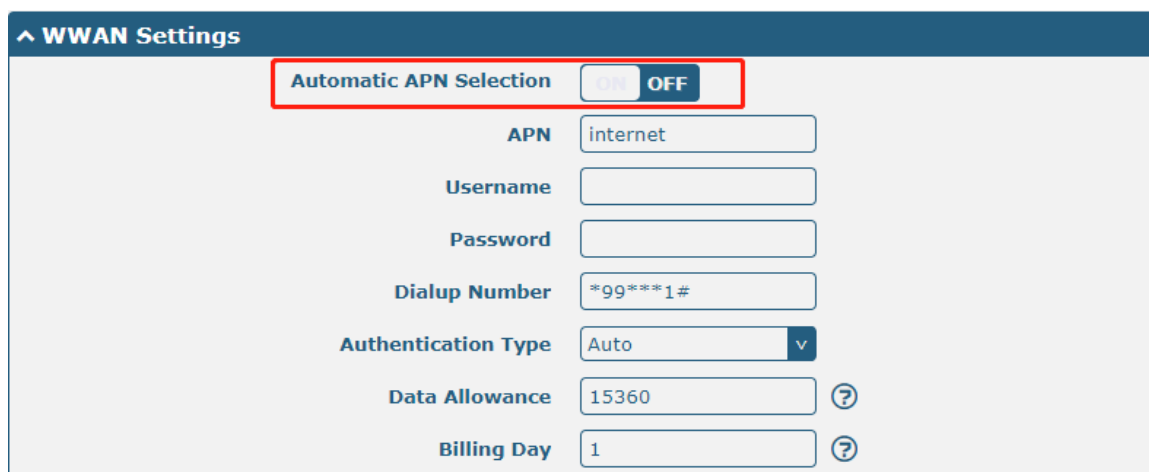 WWAN Settings
Automatic APN Selection ON OFF
APN internet
Username
Password
Dialup Number *99***1#
Authentication Type Auto v
Data Allowance 15360 ?
Billing Day 1 ?